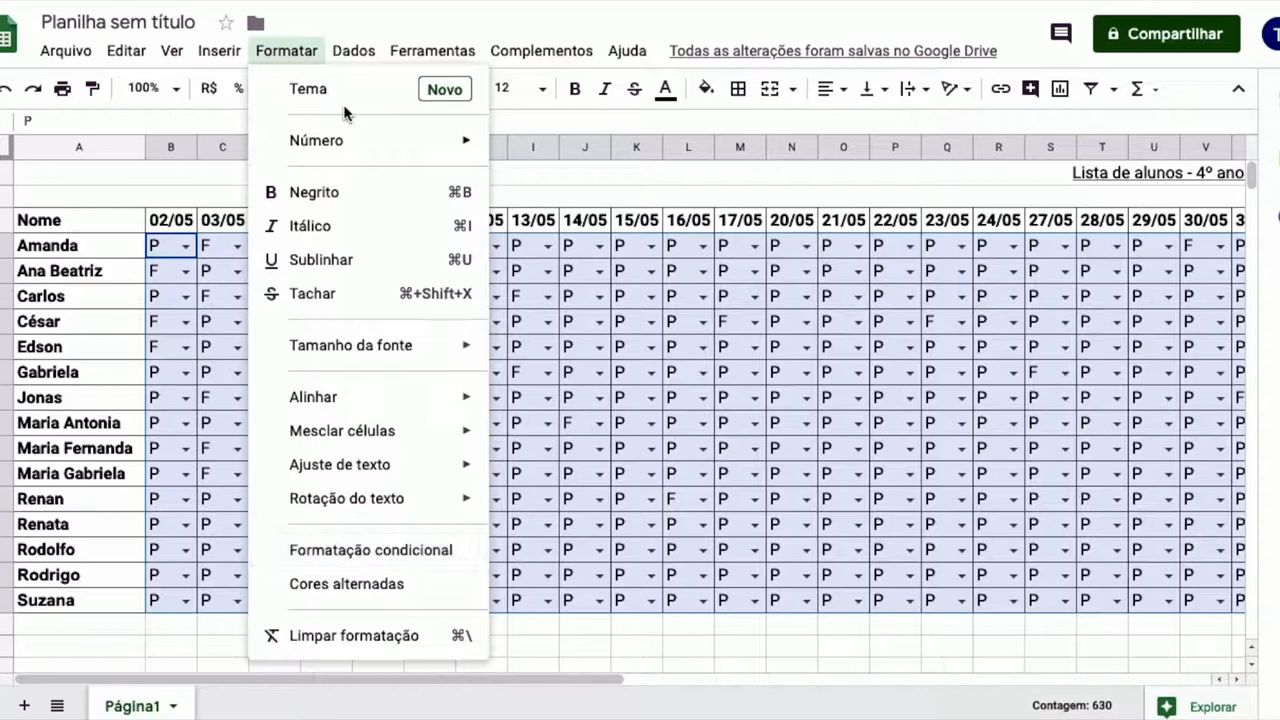 Planilha sem título
Arquivo Editar Ver Inserir Formatar Dados Ferramentas Complementos Ajuda Todas as alterações foram salvas no Google Drive
Compartilhar
T
100% R$ % 12 B I S A Σ
P
Tema Novo
Número
B Negrito ⌘B
I Itálico ⌘I
U Sublinhar ⌘U
S Tachar ⌘+Shift+X
Tamanho da fonte
Alinhar
Mesclar células
Ajuste de texto
Rotação do texto
Formatação condicional
Cores alternadas
Limpar formatação ⌘\
A B C I J K L M N O P Q R S T U V
Lista de alunos - 4º ano
Nome 02/05 03/05 05 13/05 14/05 15/05 16/05 17/05 20/05 21/05 22/05 23/05 24/05 27/05 28/05 29/05 30/05 3
Amanda P F P P P P P P P P P P P P P F P
Ana Beatriz F P P P P P P P P P P P P P P P P
Carlos P F F P P P P P P P P P P P P P P
César F P P P P P F P P P F P P P P P P
Edson F P P P P P P P P P P P P P P P P
Gabriela P P F P P P P P P P P P F P P P P
Jonas P F P P P P P P P P P P P P P P F
Maria Antonia P P P F P P P P P P P P P P P P P
Maria Fernanda P F P P P P P P P P P P P P P P P
Maria Gabriela P F P P P P P P P P P P P P P P P
Renan P P P P P F P P P P P P P P P P P
Renata P P P P P P P P P P P P P P P P P
Rodolfo P P P P P P P P P P P P P P P P P
Rodrigo P P P P P P P P P P P P P P P P P
Suzana P P P P P P P P P P P P P P P P P
Página1 Contagem: 630 Explorar